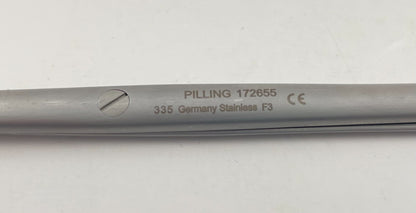 PILLING 172655
335 Germany Stainless F3 CE